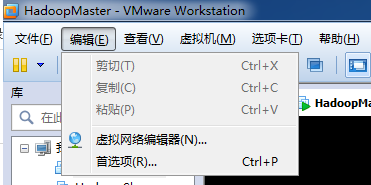 HadoopMaster - VMware Workstation
文件(F) 编辑(E) 查看(V) 虚拟机(M) 选项卡(T) 帮助(H)
剪切(T) Ctrl+X
复制(C) Ctrl+C
粘贴(P) Ctrl+V
虚拟网络编辑器(N)...
首选项(R)... Ctrl+P
库
在此
HadoopMaste